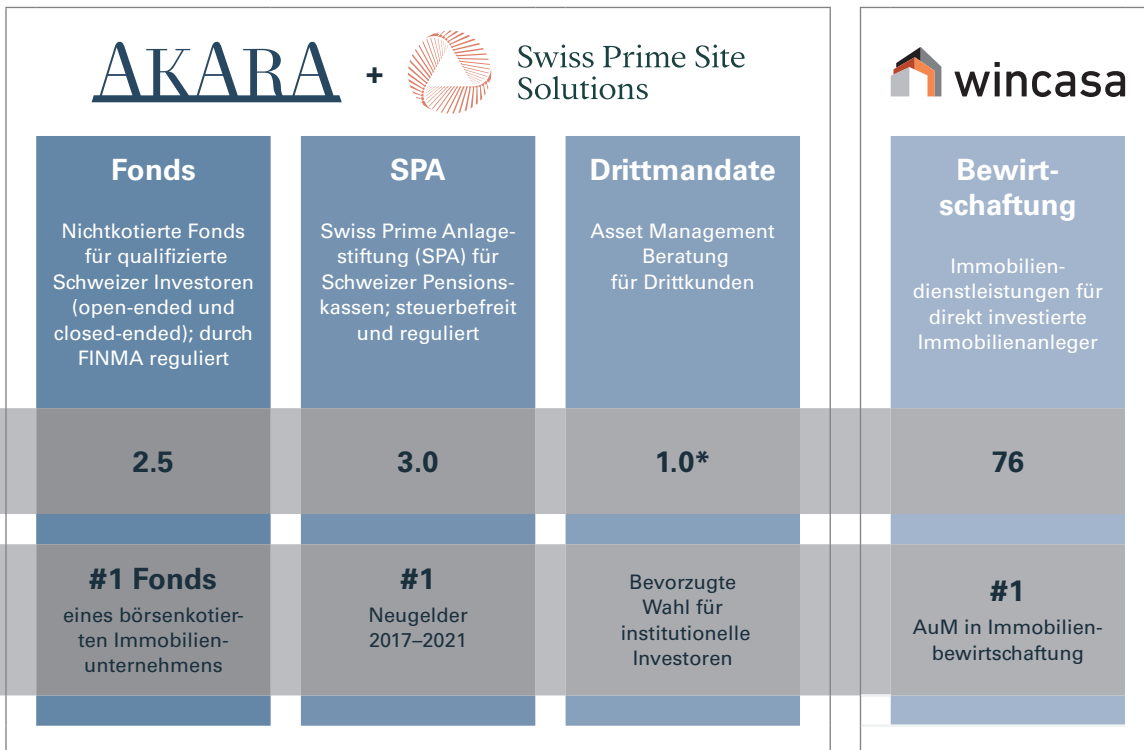 AKARA
+
Swiss Prime Site
Solutions
wincasa
Fonds
Nichtkotierte Fonds
für qualifizierte
Schweizer Investoren
(open-ended und
closed-ended); durch
FINMA reguliert
SPA
Swiss Prime Anlage-
stiftung (SPA) für
Schweizer Pensions-
kassen; steuerbefreit
und reguliert
Drittmandate
Asset Management
Beratung
für Drittkunden
Bewirt-
schaftung
Immobilien-
dienstleistungen für
direkt investierte
Immobilienanleger
2.5
3.0
1.0*
76
#1 Fonds
eines börsenkotier-
ten Immobilien-
unternehmens
#1
Neugelder
2017–2021
Bevorzugte
Wahl für
institutionelle
Investoren
#1
AuM in Immobilien-
bewirtschaftung